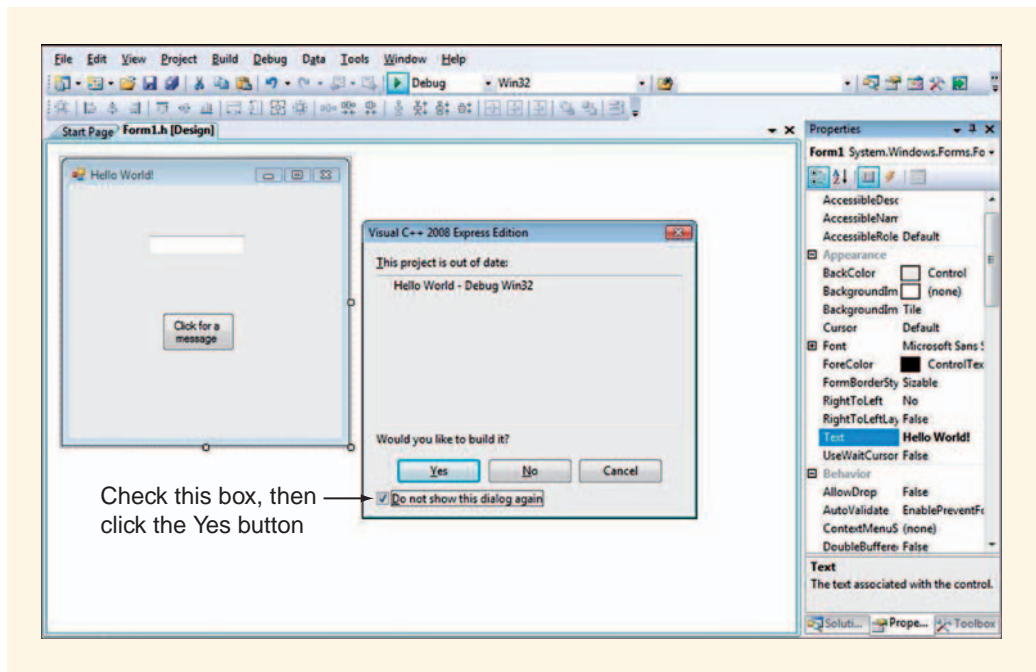 File Edit View Project Build Debug Data Tools Window Help
Debug Win32
Start Page Form1.h [Design]
Hello World!
Click for a
message
Visual C++ 2008 Express Edition
This project is out of date:
Hello World - Debug Win32
Would you like to build it?
Yes No Cancel
Do not show this dialog again
Check this box, then
click the Yes button
Properties
Form1 System.Windows.Forms.Fo
AccessibleDesc
AccessibleNam
AccessibleRole Default
Appearance
BackColor Control
BackgroundIm (none)
BackgroundIm Tile
Cursor Default
Font Microsoft Sans S
ForeColor ControlTex
FormBorderSty Sizable
RightToLeft No
RightToLeftLay False
Text Hello World!
UseWaitCursor False
Behavior
AllowDrop False
AutoValidate EnablePreventFo
ContextMenuS (none)
DoubleBuffere False
Text
The text associated with the control.
Soluti... Prope... Toolbox